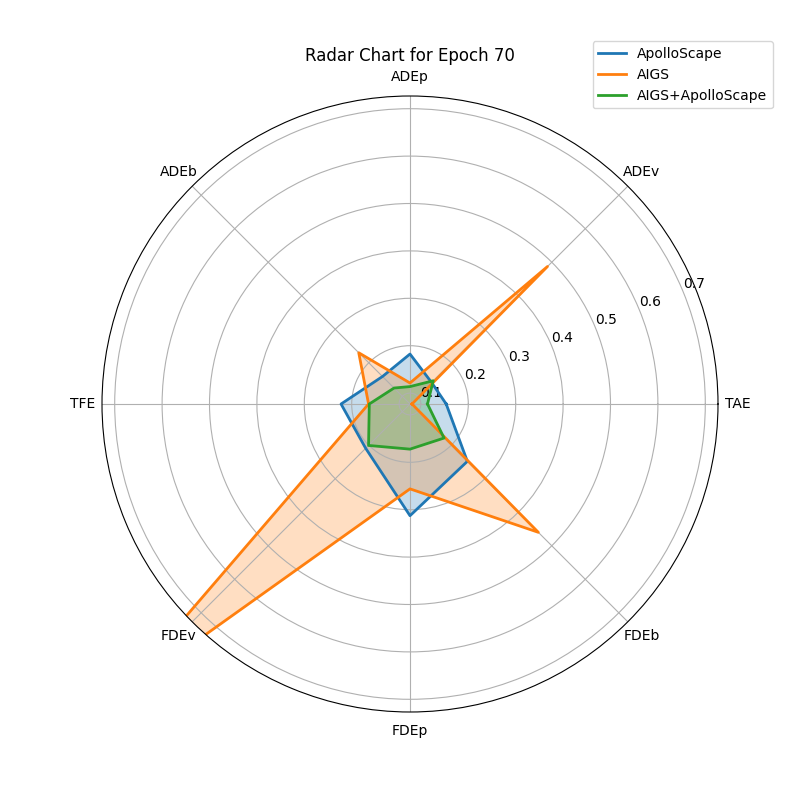 Radar Chart for Epoch 70
ApolloScape
AIGS
AIGS+ApolloScape
ADEp
ADEb
ADEv
0.7
0.6
0.5
0.4
0.3
0.2
0.1
TFE
TAE
FDEv
FDEb
FDEp